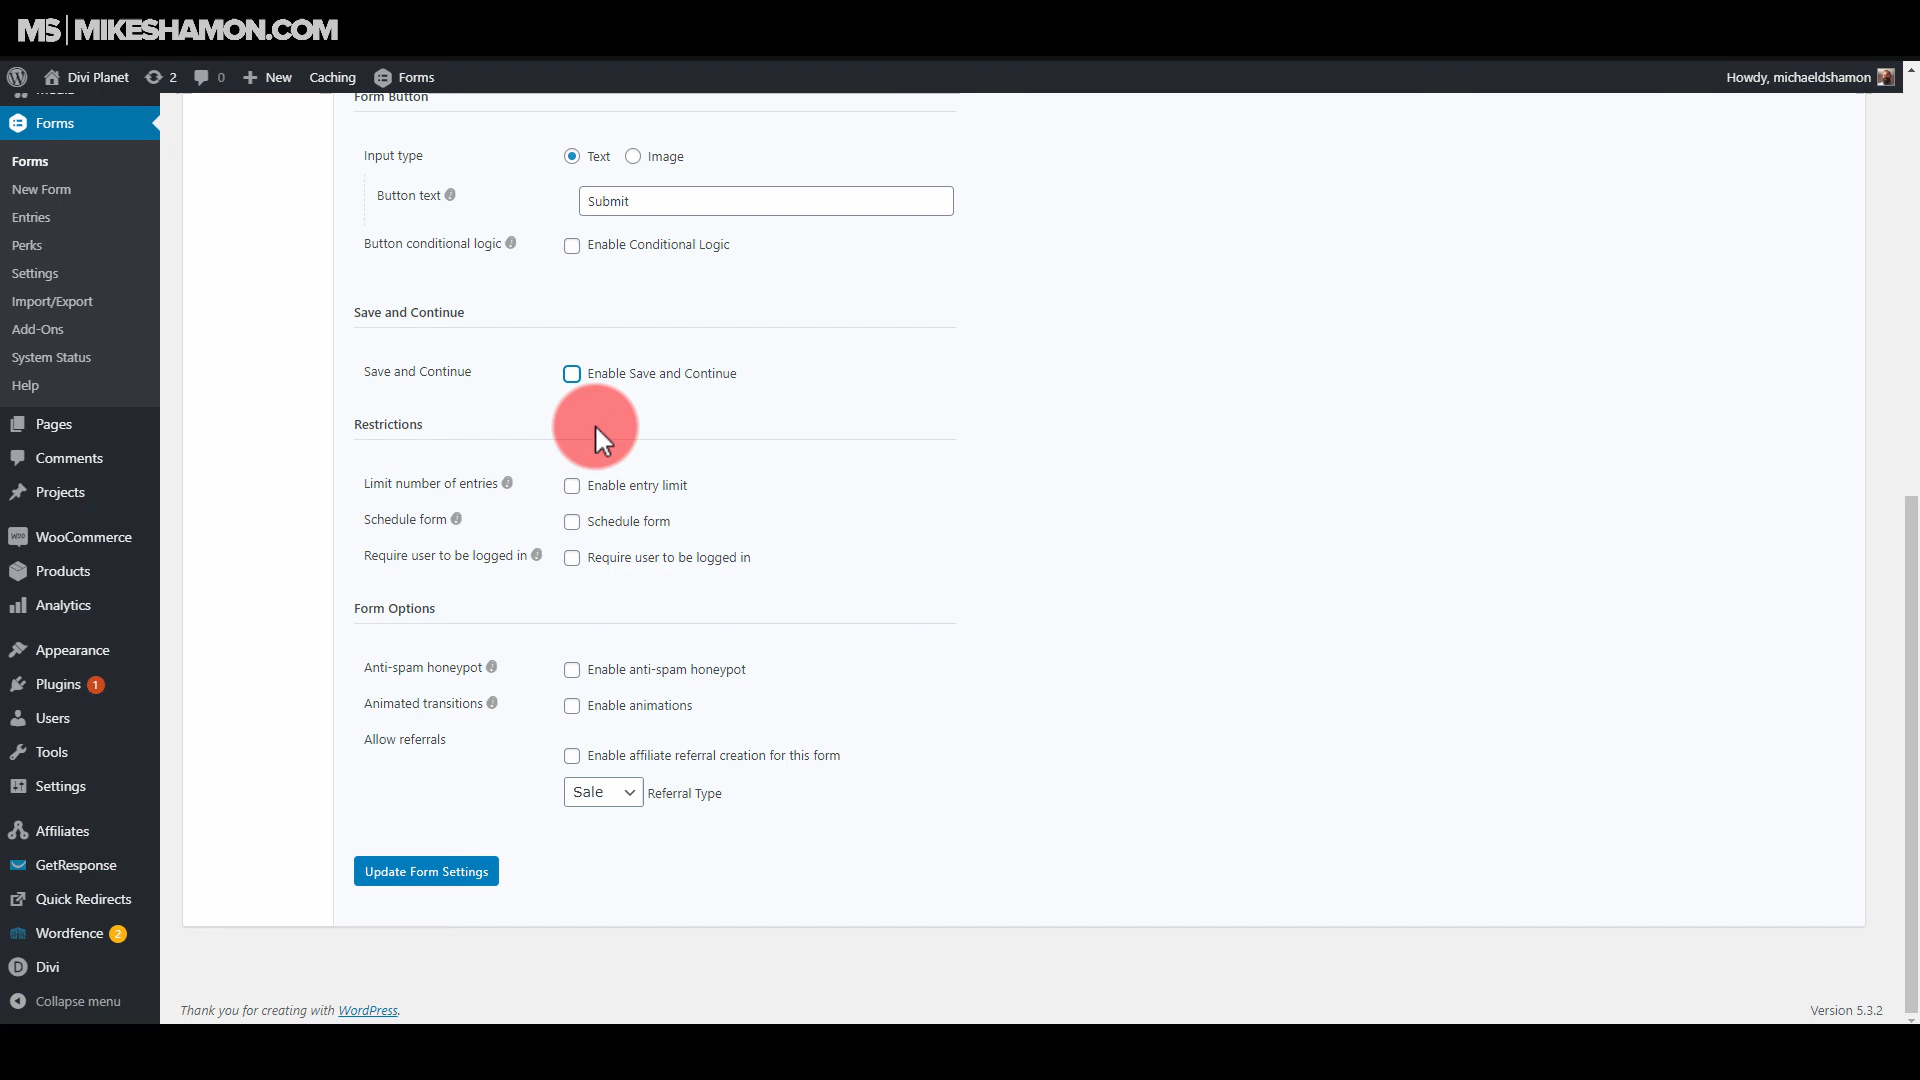 MS MIKESHAMON.COM
Divi Planet 2 0 New Caching Forms Howdy, michaeldshamon
Forms
Forms
New Form
Entries
Perks
Settings
Import/Export
Add-Ons
System Status
Help
Pages
Comments
Projects
WooCommerce
Products
Analytics
Appearance
Plugins 1
Users
Tools
Settings
Affiliates
GetResponse
Quick Redirects
Wordfence 2
Divi
Collapse menu
Form Button
Input type Text Image
Button text Submit
Button conditional logic Enable Conditional Logic
Save and Continue
Save and Continue Enable Save and Continue
Restrictions
Limit number of entries Enable entry limit
Schedule form Schedule form
Require user to be logged in Require user to be logged in
Form Options
Anti-spam honeypot Enable anti-spam honeypot
Animated transitions Enable animations
Allow referrals
Enable affiliate referral creation for this form
Sale Referral Type
Update Form Settings
Thank you for creating with WordPress. Version 5.3.2